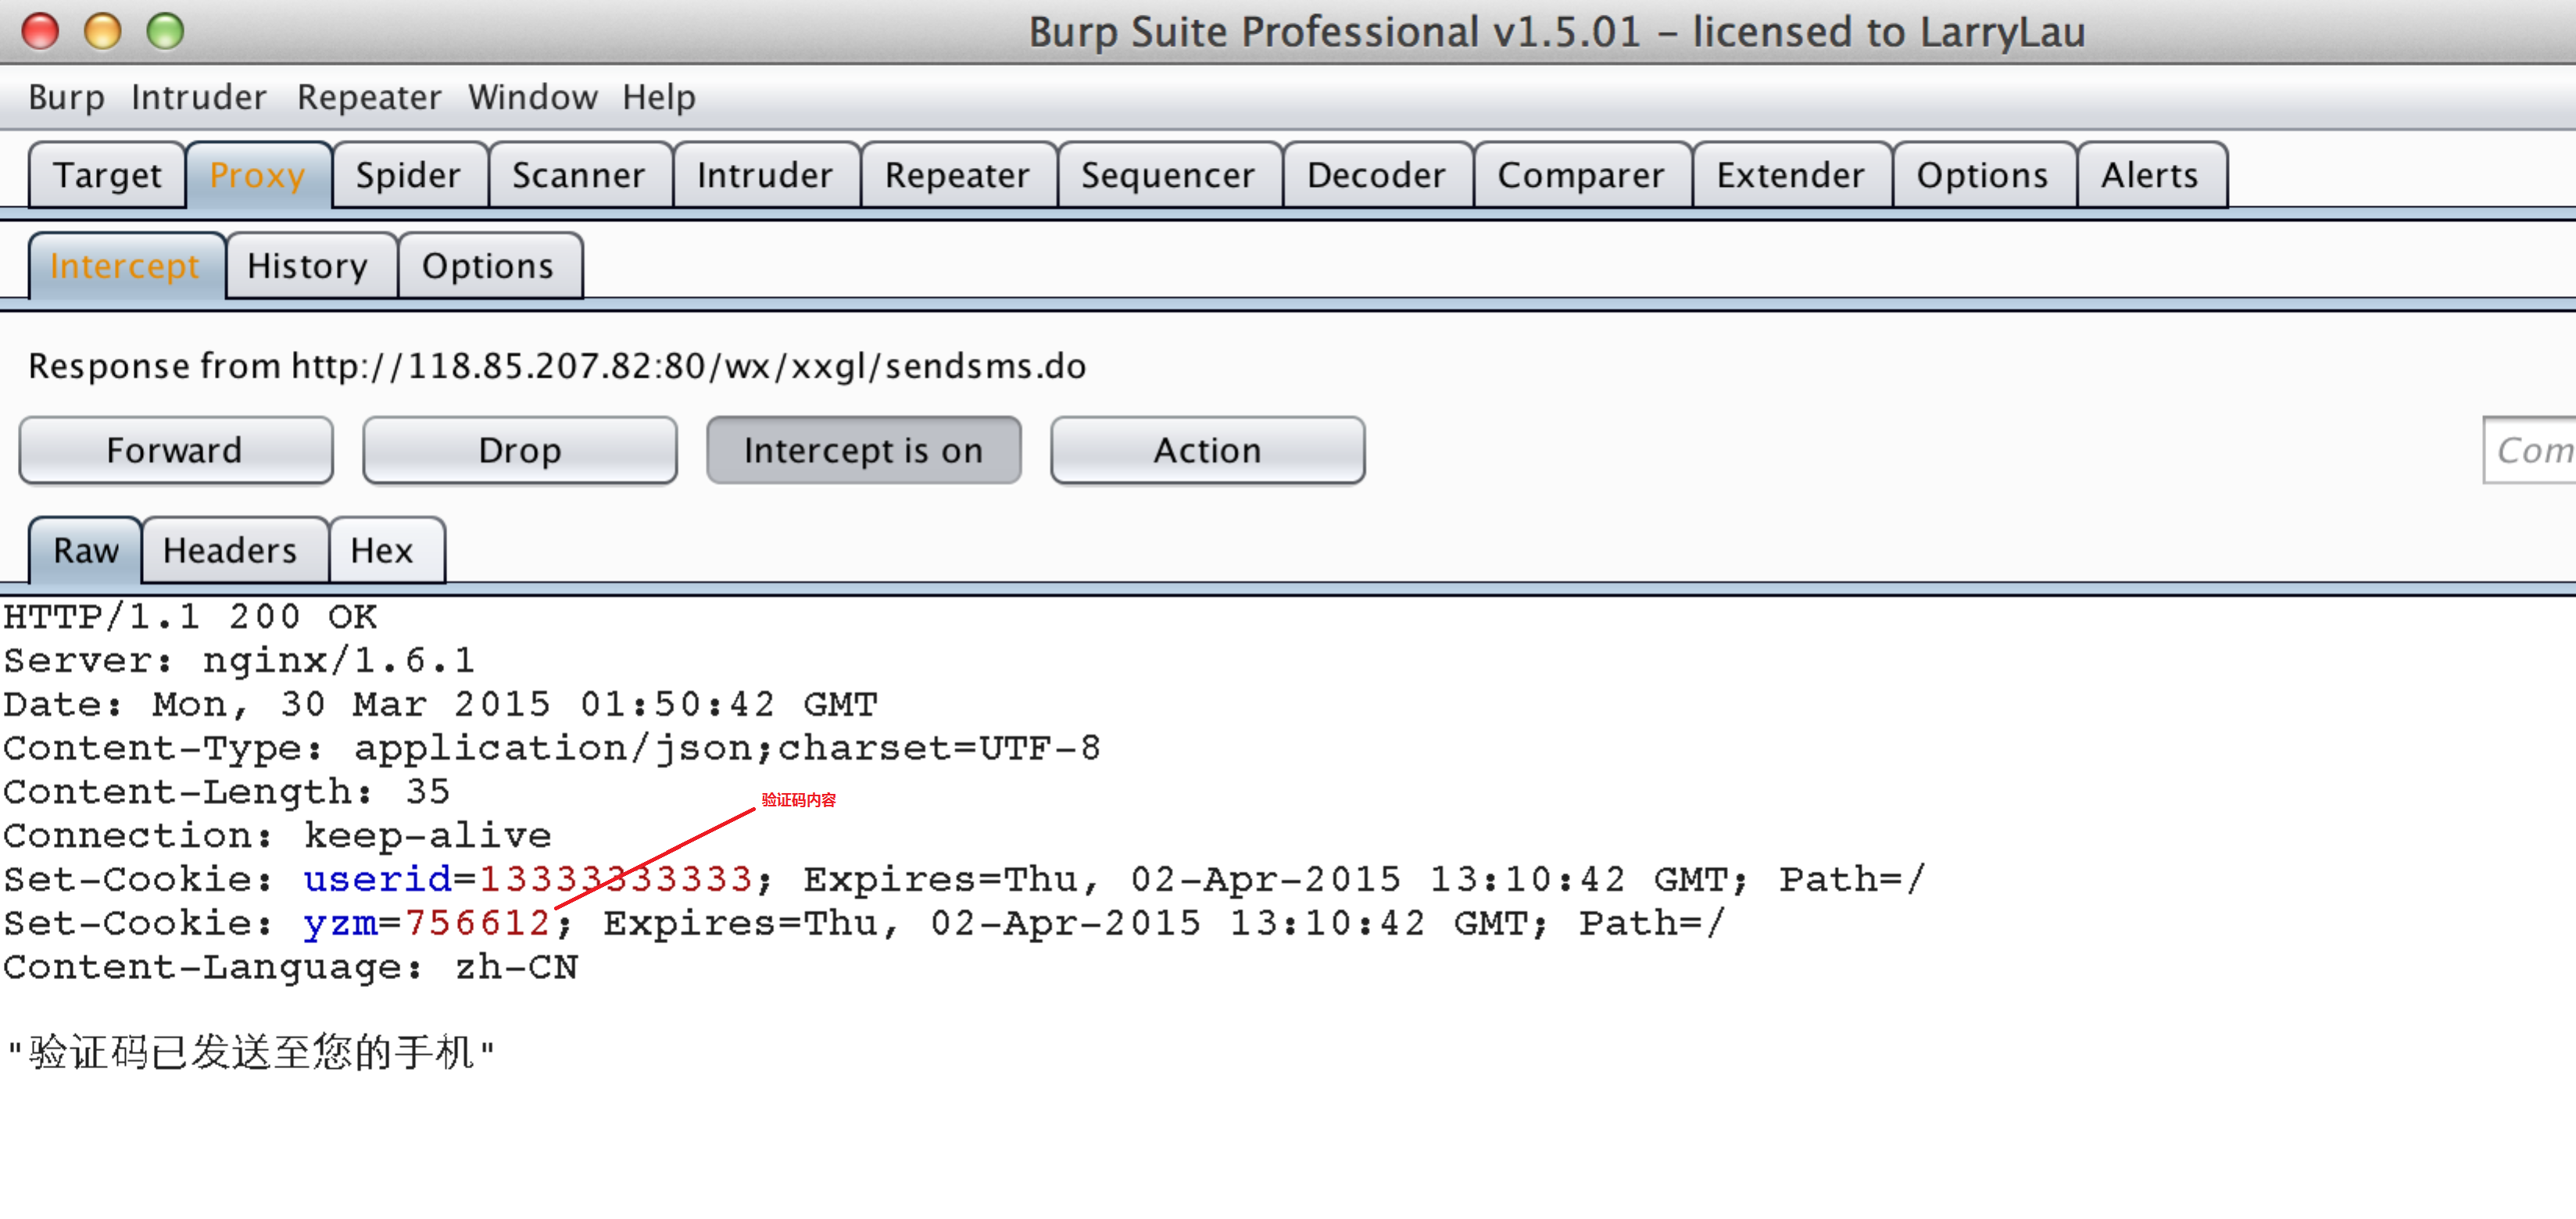 Burp Suite Professional v1.5.01 – licensed to LarryLau
Burp Intruder Repeater Window Help
Target Proxy Spider Scanner Intruder Repeater Sequencer Decoder Comparer Extender Options Alerts
Intercept History Options
Response from http://118.85.207.82:80/wx/xxgl/sendsms.do
Forward Drop Intercept is on Action Com
Raw Headers Hex
HTTP/1.1 200 OK
Server: nginx/1.6.1
Date: Mon, 30 Mar 2015 01:50:42 GMT
Content-Type: application/json;charset=UTF-8
Content-Length: 35
验证码内容
Connection: keep-alive
Set-Cookie: userid=13333333333; Expires=Thu, 02-Apr-2015 13:10:42 GMT; Path=/
Set-Cookie: yzm=756612; Expires=Thu, 02-Apr-2015 13:10:42 GMT; Path=/
Content-Language: zh-CN
"验证码已发送至您的手机"